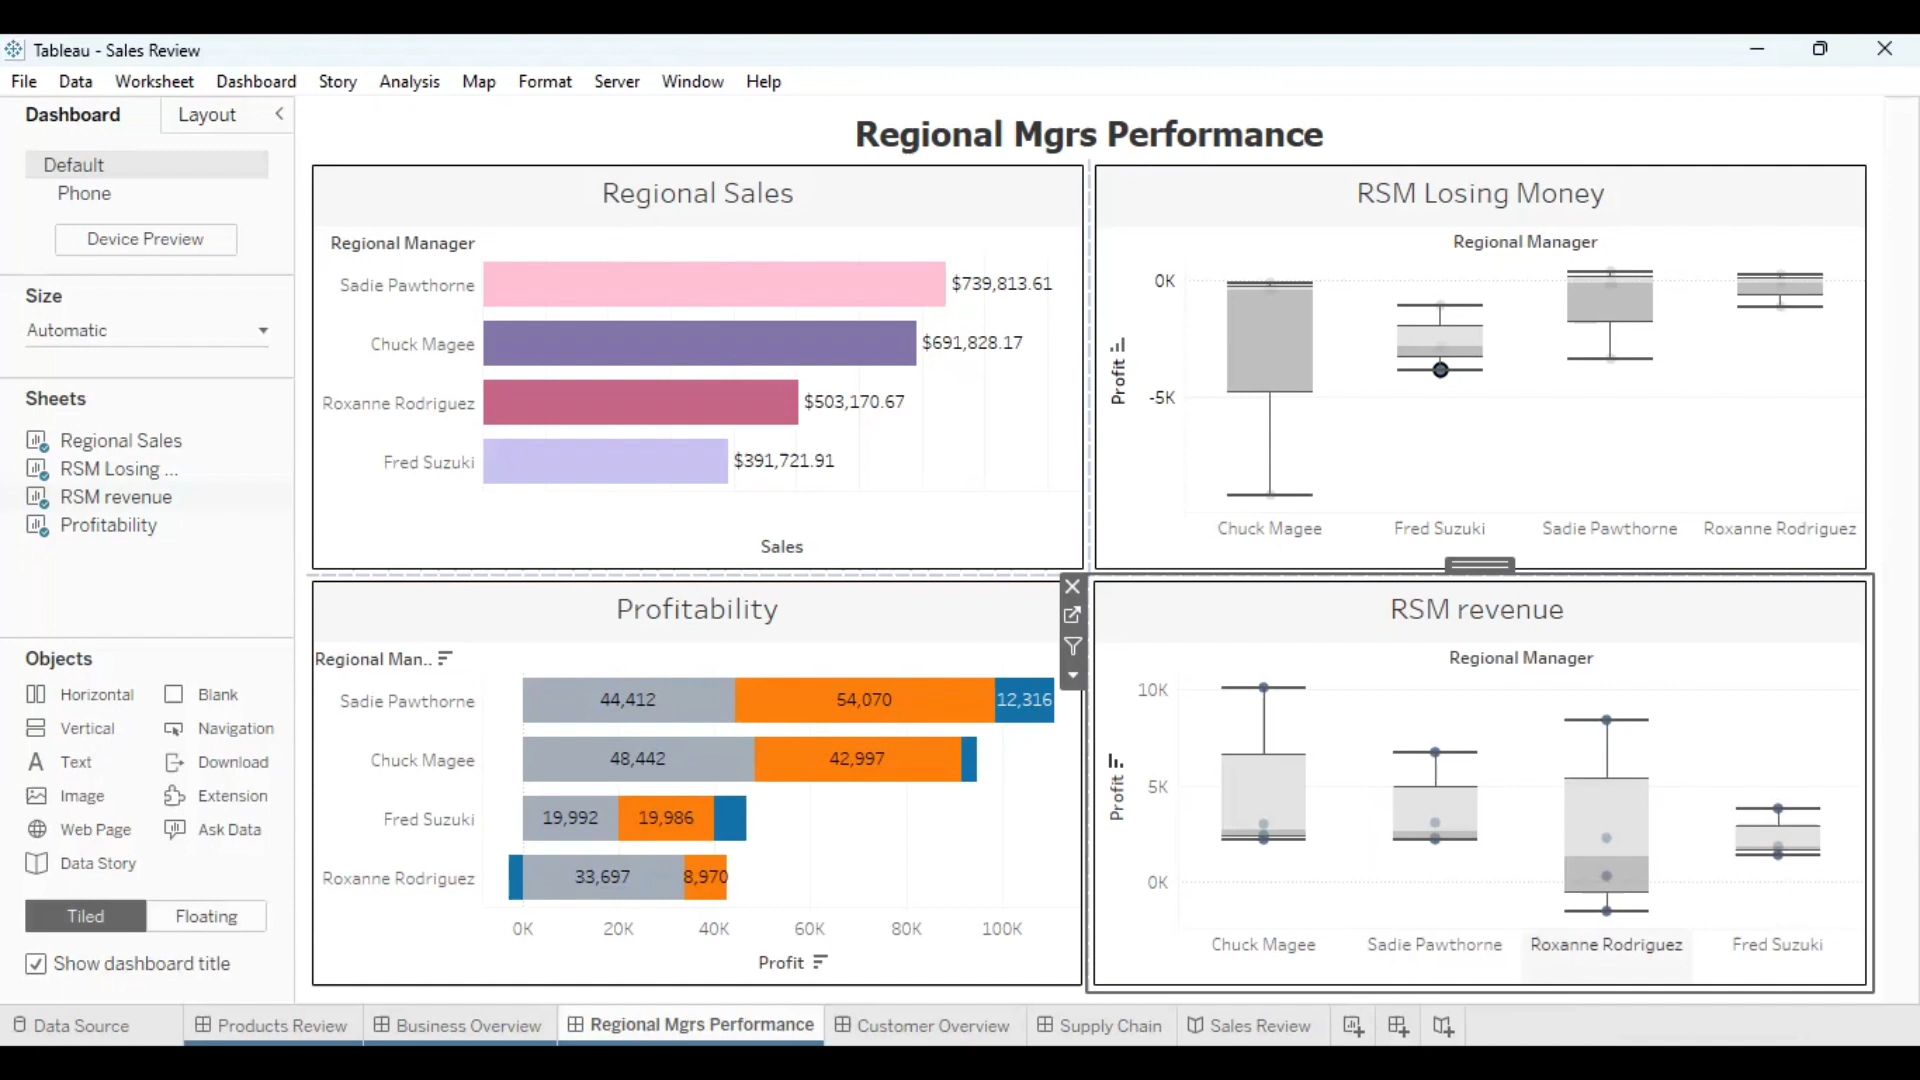 Tableau - Sales Review
File Data Worksheet Dashboard Story Analysis Map Format Server Window Help
Dashboard Layout
Default
Phone
Device Preview
Size
Automatic
Sheets
Regional Sales
RSM Losing ...
RSM revenue
Profitability
Objects
Horizontal Blank
Vertical Navigation
Text Download
Image Extension
Web Page Ask Data
Data Story
Tiled Floating
Show dashboard title
Regional Mgrs Performance
Regional Sales
Regional Manager
Sadie Pawthorne $739,813.61
Chuck Magee $691,828.17
Roxanne Rodriguez $503,170.67
Fred Suzuki $391,721.91
Sales
RSM Losing Money
Regional Manager
0K
-5K
Profit
Chuck Magee Fred Suzuki Sadie Pawthorne Roxanne Rodriguez
Profitability
Regional Man..
Sadie Pawthorne 44,412 54,070 12,316
Chuck Magee 48,442 42,997
Fred Suzuki 19,992 19,986
Roxanne Rodriguez 33,697 8,970
0K 20K 40K 60K 80K 100K
Profit
RSM revenue
Regional Manager
10K
5K
0K
Profit
Chuck Magee Sadie Pawthorne Roxanne Rodriguez Fred Suzuki
Data Source Products Review Business Overview Regional Mgrs Performance Customer Overview Supply Chain Sales Review